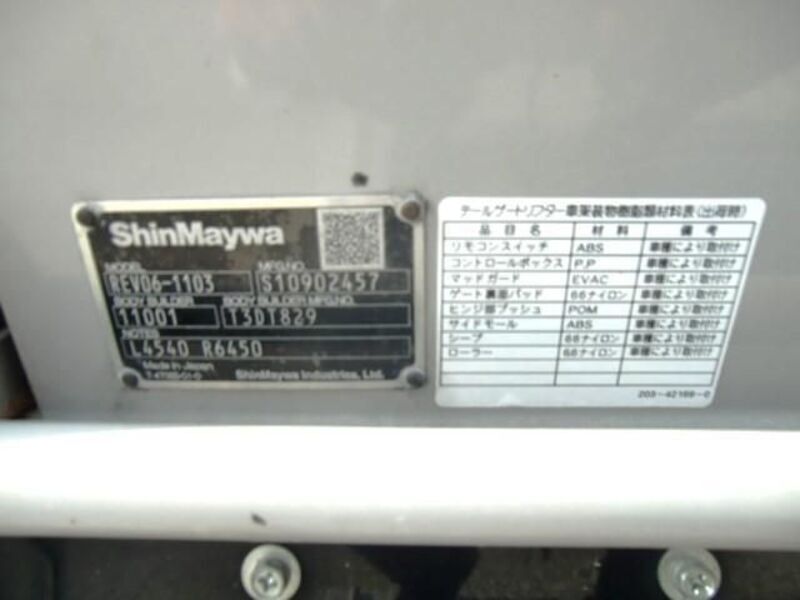 ShinMaywa
MODEL MFG.NO.
REV06-1103 S10902457
BODY BUILDER BODY BUILDER MFG.NO.
11001 T3DT829
NOTES
L4540 R6450
Made in Japan
ShinMaywa Industries, Ltd.
テールゲートリフター車架装物樹脂類材料表(出荷時)
品目名 材料 備考
リモコンスイッチ ABS 車種により取付け
コントロールボックス P.P 車種により取付け
マッドガード EVAC 車種により取付け
ゲート裏面パッド 66ナイロン 車種により取付け
ヒンジ部ブッシュ POM 車種により取付け
サイドモール ABS 車種により取付け
シーブ 66ナイロン 車種により取付け
ローラー 66ナイロン 車種により取付け
203-42169-0